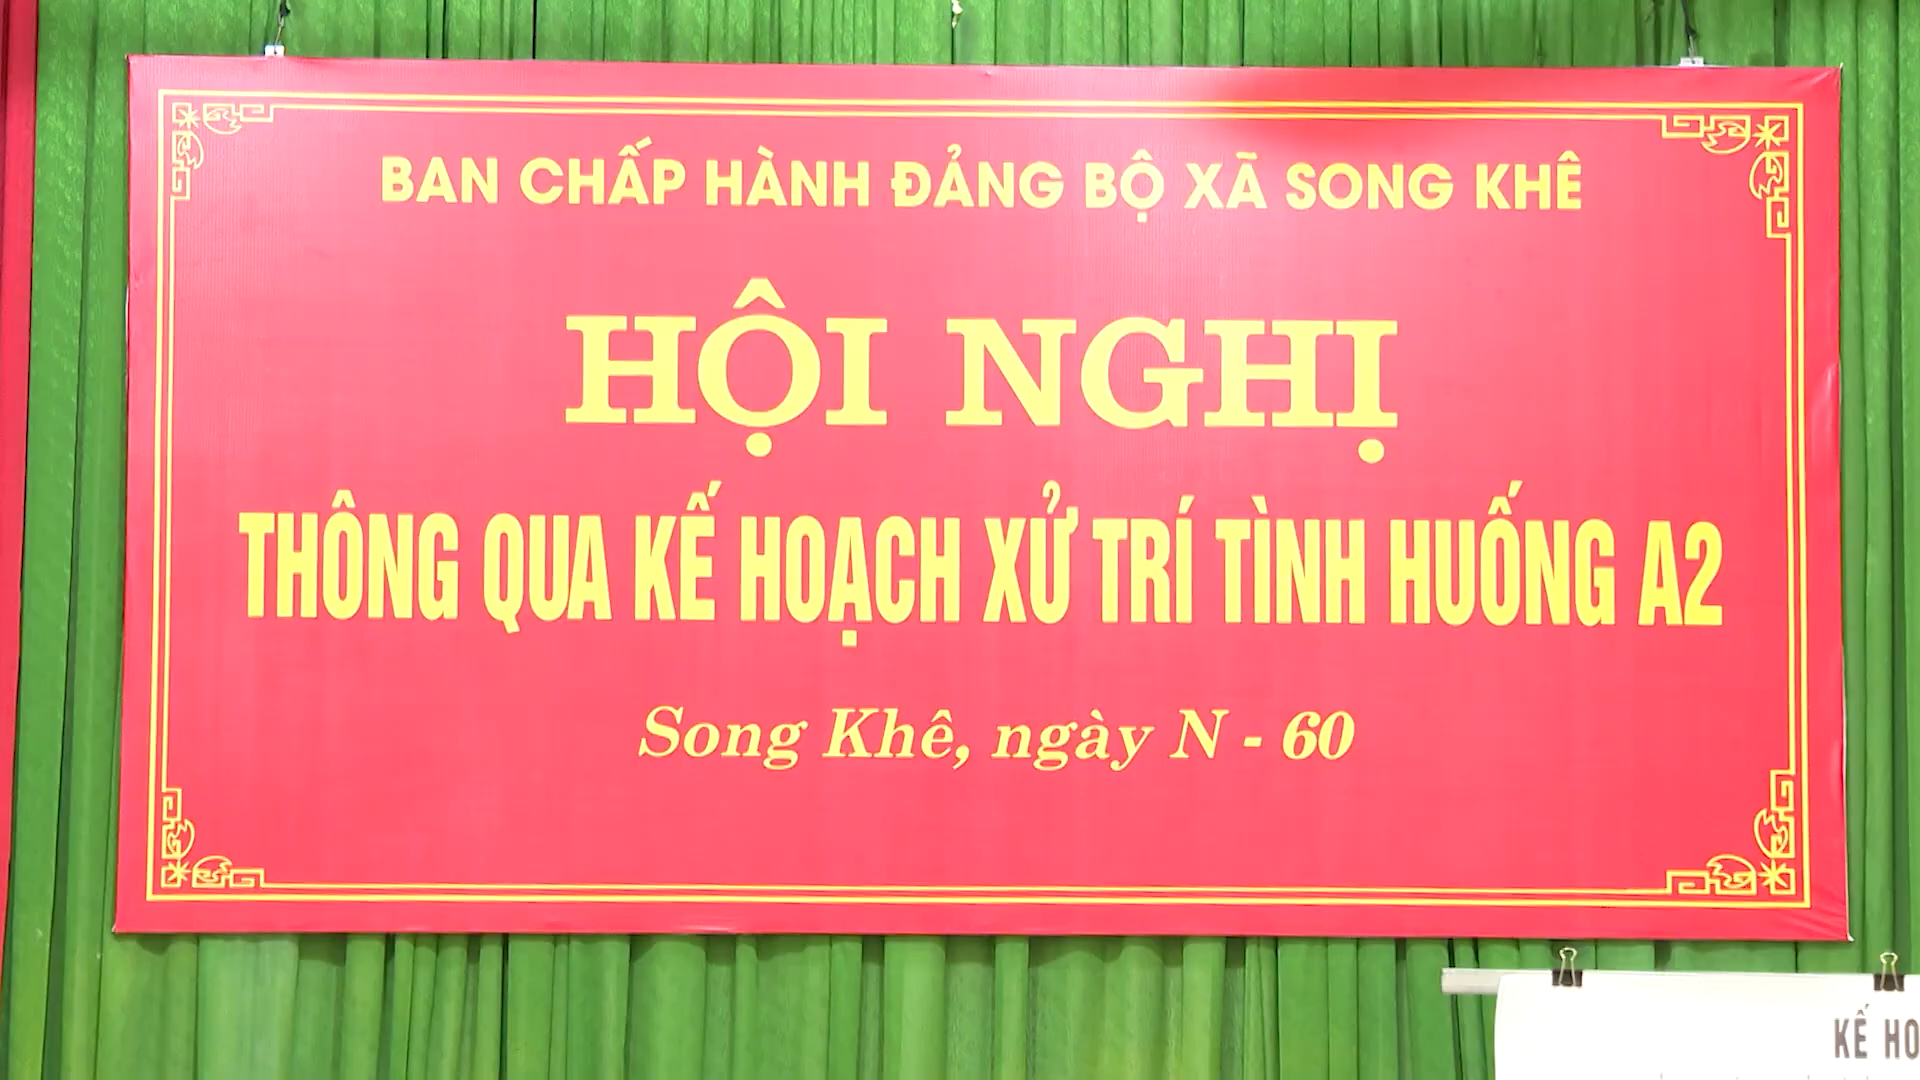 BAN CHẤP HÀNH ĐẢNG BỘ XÃ SONG KHÊ
HỘI NGHỊ
THÔNG QUA KẾ HOẠCH XỬ TRÍ TÌNH HUỐNG A2
Song Khê, ngày N - 60
KẾ HO